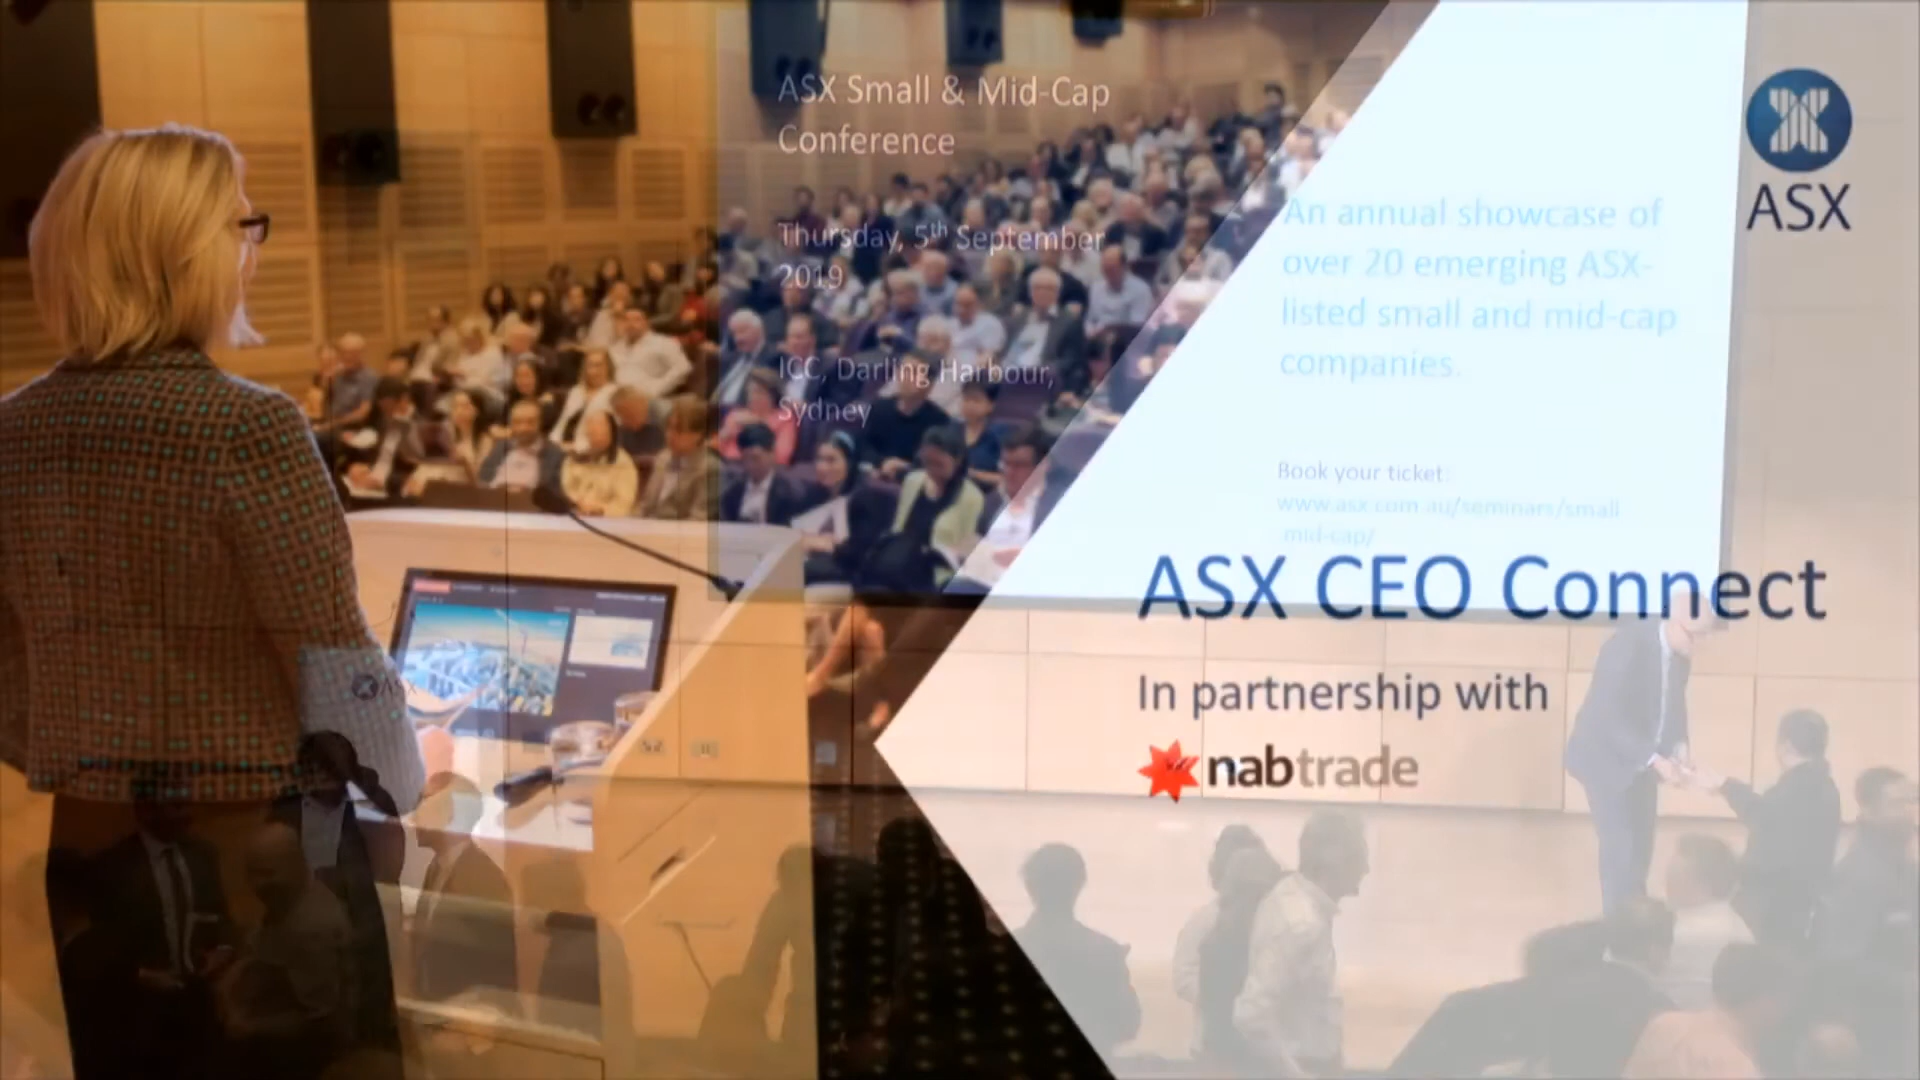 ASX Small & Mid-Cap
Conference
Thursday, 5th September
2019
ICC, Darling Harbour,
Sydney
ASX
An annual showcase of
over 20 emerging ASX-
listed small and mid-cap
companies.
Book your ticket:
www.asx.com.au/seminars/small
mid-cap/
ASX CEO Connect
In partnership with
nabtrade
ASX